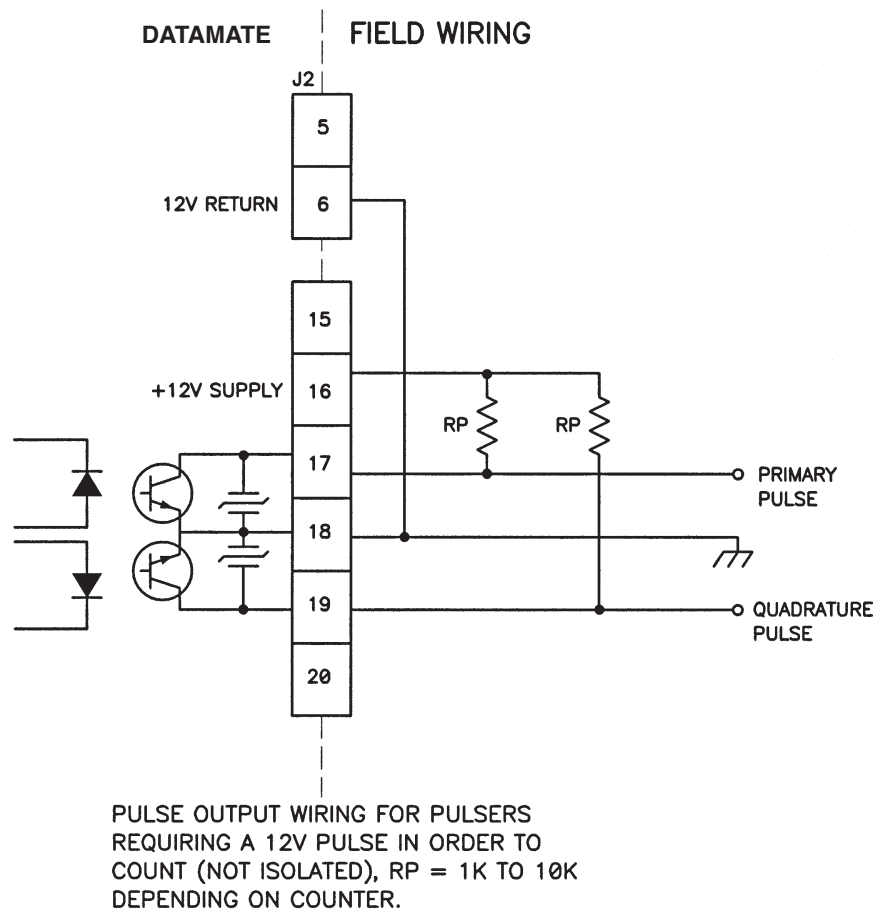 DATAMATE
FIELD WIRING
J2
5
12V RETURN
6
15
+12V SUPPLY
16
RP
RP
17
PRIMARY
PULSE
18
19
QUADRATURE
PULSE
20
PULSE OUTPUT WIRING FOR PULSERS
REQUIRING A 12V PULSE IN ORDER TO
COUNT (NOT ISOLATED), RP = 1K TO 10K
DEPENDING ON COUNTER.